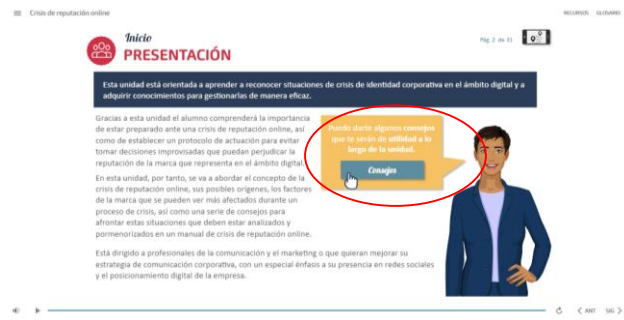 Crisis de reputación online
RECURSOS GLOSARIO
Inicio
PRESENTACIÓN
Pág 2 de 31
Esta unidad está orientada a aprender a reconocer situaciones de crisis de identidad corporativa en el ámbito digital y a
adquirir conocimientos para gestionarlas de manera eficaz.
Gracias a esta unidad el alumno comprenderá la importancia
de estar preparado ante una crisis de reputación online, así
como de establecer un protocolo de actuación para evitar
tomar decisiones improvisadas que puedan perjudicar la
reputación de la marca que representa en el ámbito digital.
En esta unidad, por tanto, se va a abordar el concepto de la
crisis de reputación online, sus posibles orígenes, los factores
de la marca que se pueden ver más afectados durante un
proceso de crisis, así como una serie de consejos para
afrontar estas situaciones que deben estar analizados y
pormenorizados en un manual de crisis de reputación online.
Puedo darte algunos consejos
que te serán de utilidad a lo
largo de la unidad.
Consejos
Está dirigido a profesionales de la comunicación y el marketing o que quieran mejorar su
estrategia de comunicación corporativa, con un especial énfasis a su presencia en redes sociales
y el posicionamiento digital de la empresa.
ANT SIG